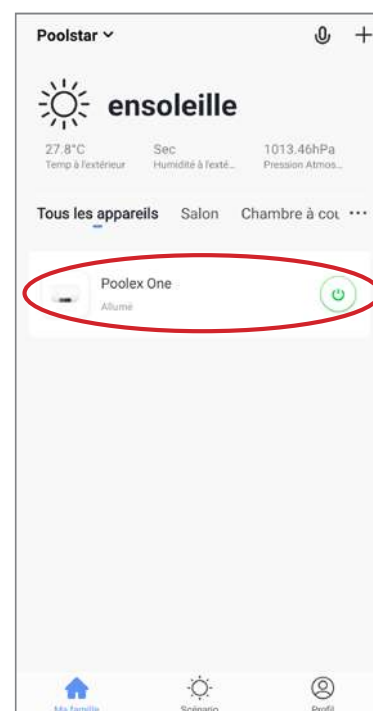 Poolstar
ensoleille
27.8°C Sec 1013.46hPa
Temp à l'extérieur Humidité à l'exté... Pression Atmos...
Tous les appareils Salon Chambre à cou ...
Poolex One
Allumé
Ma famille Scénario Profil